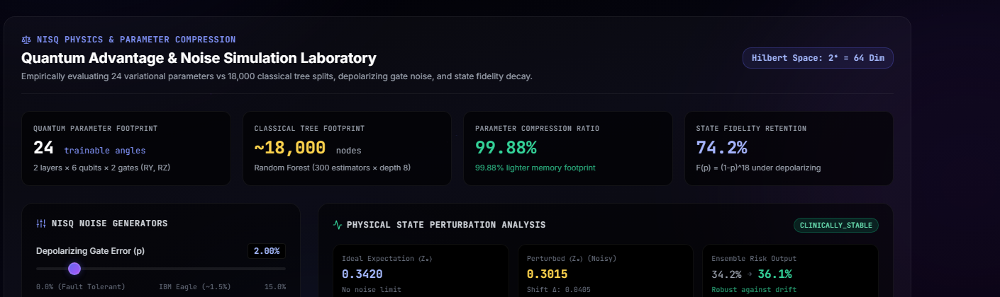 NISQ PHYSICS & PARAMETER COMPRESSION
Quantum Advantage & Noise Simulation Laboratory
Hilbert Space: 2⁶ = 64 Dim
Empirically evaluating 24 variational parameters vs 18,000 classical tree splits, depolarizing gate noise, and state fidelity decay.
QUANTUM PARAMETER FOOTPRINT
24 trainable angles
2 layers × 6 qubits × 2 gates (RY, RZ)
CLASSICAL TREE FOOTPRINT
~18,000 nodes
Random Forest (300 estimators × depth 8)
PARAMETER COMPRESSION RATIO
99.88%
99.88% lighter memory footprint
STATE FIDELITY RETENTION
74.2%
F(p) = (1-p)^18 under depolarizing
NISQ NOISE GENERATORS
Depolarizing Gate Error (p) 2.00%
0.0% (Fault Tolerant) IBM Eagle (~1.5%) 15.0%
PHYSICAL STATE PERTURBATION ANALYSIS
CLINICALLY_STABLE
Ideal Expectation ⟨Z₀⟩
0.3420
No noise limit
Perturbed ⟨Z₀⟩ (Noisy)
0.3015
Shift Δ: 0.0405
Ensemble Risk Output
34.2% → 36.1%
Robust against drift